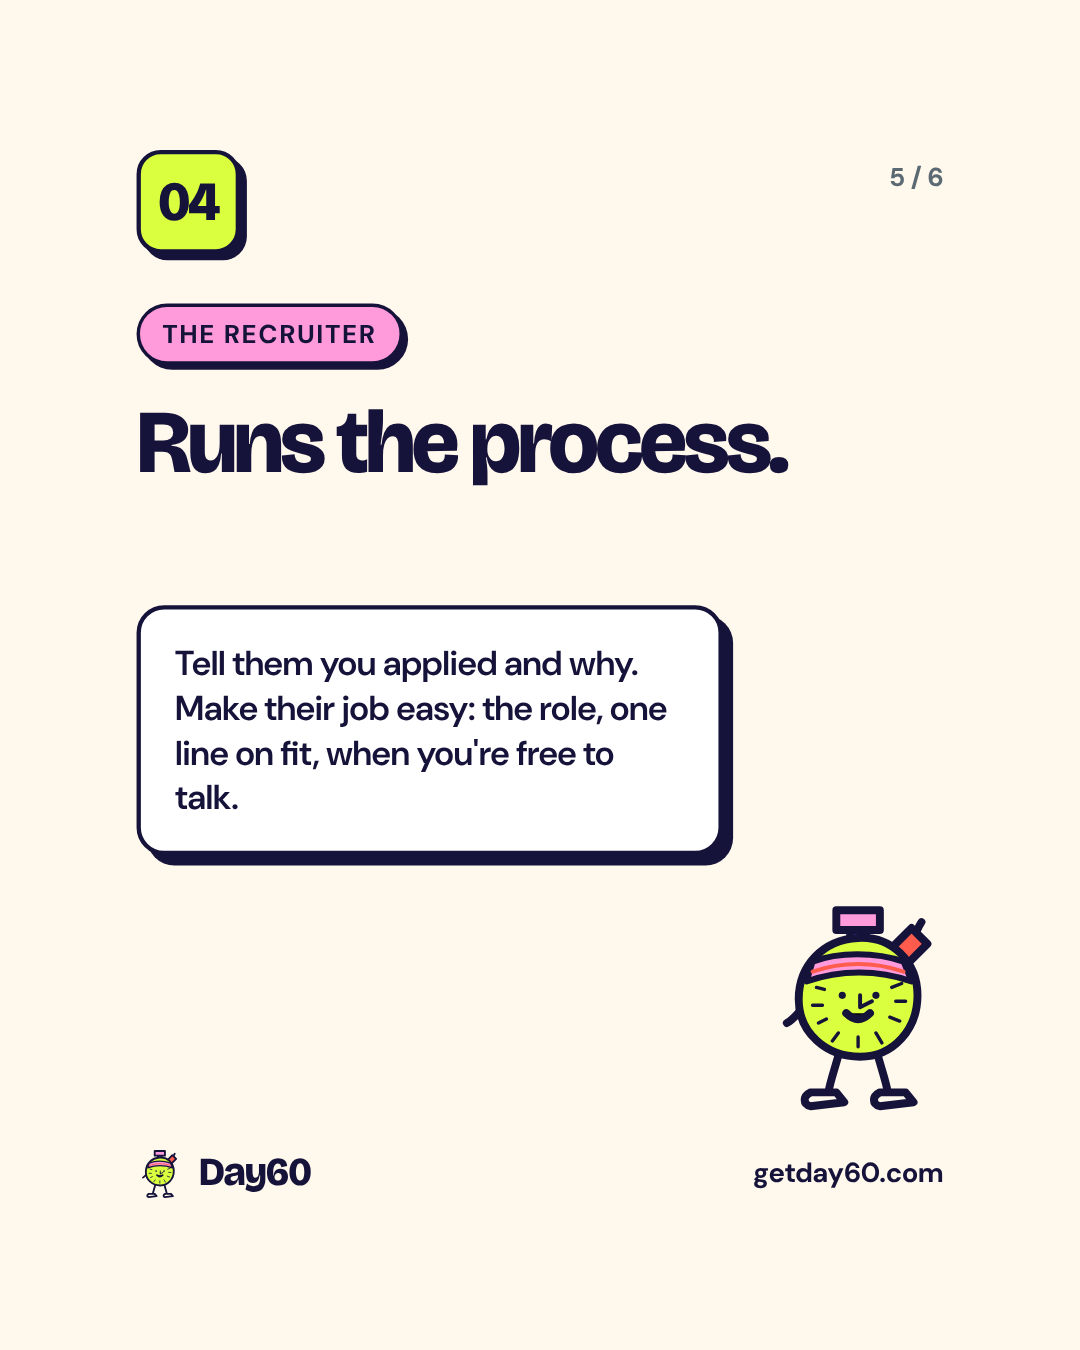 04
5 / 6
THE RECRUITER
Runs the process.
Tell them you applied and why.
Make their job easy: the role, one
line on fit, when you're free to
talk.
Day60
getday60.com